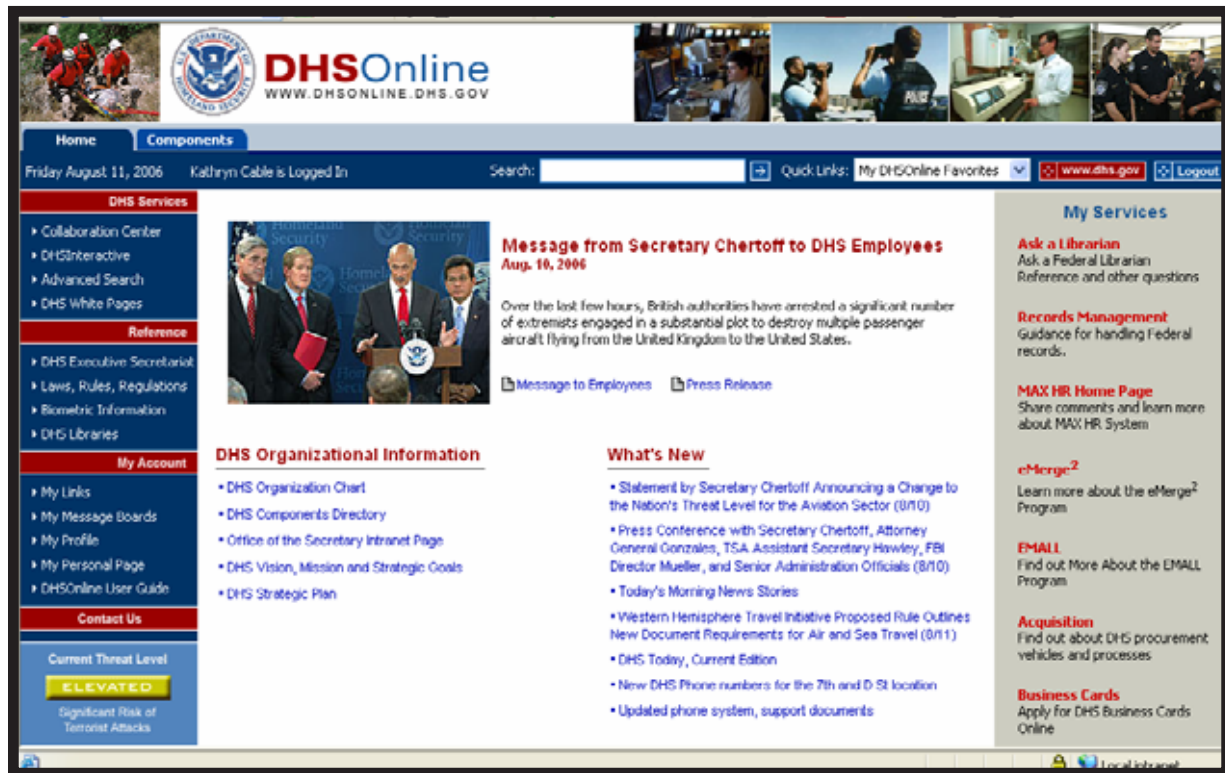 U.S. DEPARTMENT OF
HOMELAND SECURITY
DHSOnline
WWW.DHSONLINE.DHS.GOV
POLICE
Home
Components
Friday August 11, 2006
Kathryn Cable is Logged In
Search:
Quick Links:
My DHSOnline Favorites
www.dhs.gov
Logout
DHS Services
Collaboration Center
DHSInteractive
Advanced Search
DHS White Pages
Reference
DHS Executive Secretariat
Laws, Rules, Regulations
Biometric Information
DHS Libraries
My Account
My Links
My Message Boards
My Profile
My Personal Page
DHSOnline User Guide
Contact Us
Current Threat Level
ELEVATED
Significant Risk of
Terrorist Attacks
Homeland
Security
Homeland
Security
Message from Secretary Chertoff to DHS Employees
Aug. 10, 2006
Over the last few hours, British authorities have arrested a significant number
of extremists engaged in a substantial plot to destroy multiple passenger
aircraft flying from the United Kingdom to the United States.
Message to Employees
Press Release
DHS Organizational Information
• DHS Organization Chart
• DHS Components Directory
• Office of the Secretary Intranet Page
• DHS Vision, Mission and Strategic Goals
• DHS Strategic Plan
What's New
• Statement by Secretary Chertoff Announcing a Change to
the Nation's Threat Level for the Aviation Sector (8/10)
• Press Conference with Secretary Chertoff, Attorney
General Gonzales, TSA Assistant Secretary Hawley, FBI
Director Mueller, and Senior Administration Officials (8/10)
• Today's Morning News Stories
• Western Hemisphere Travel Initiative Proposed Rule Outlines
New Document Requirements for Air and Sea Travel (8/11)
• DHS Today, Current Edition
• New DHS Phone numbers for the 7th and D St location
• Updated phone system, support documents
My Services
Ask a Librarian
Ask a Federal Librarian
Reference and other questions
Records Management
Guidance for handling Federal
records.
MAX HR Home Page
Share comments and learn more
about MAX HR System
eMerge²
Learn more about the eMerge²
Program
EMALL
Find out More About the EMALL
Program
Acquisition
Find out about DHS procurement
vehicles and processes
Business Cards
Apply for DHS Business Cards
Online
Local intranet